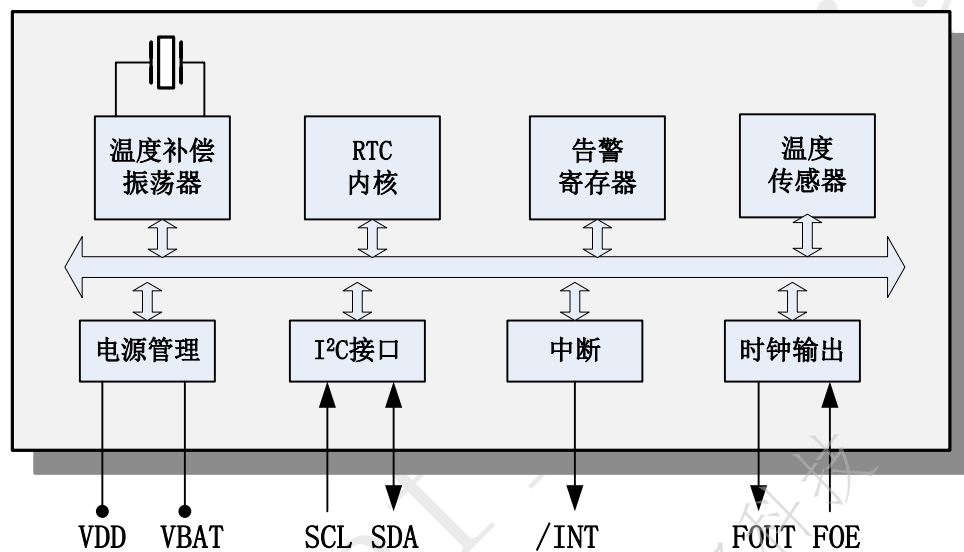 温度补偿
振荡器
RTC
内核
告警
寄存器
温度
传感器
电源管理
I²C接口
中断
时钟输出
VDD VBAT SCL SDA /INT FOUT FOE
科技